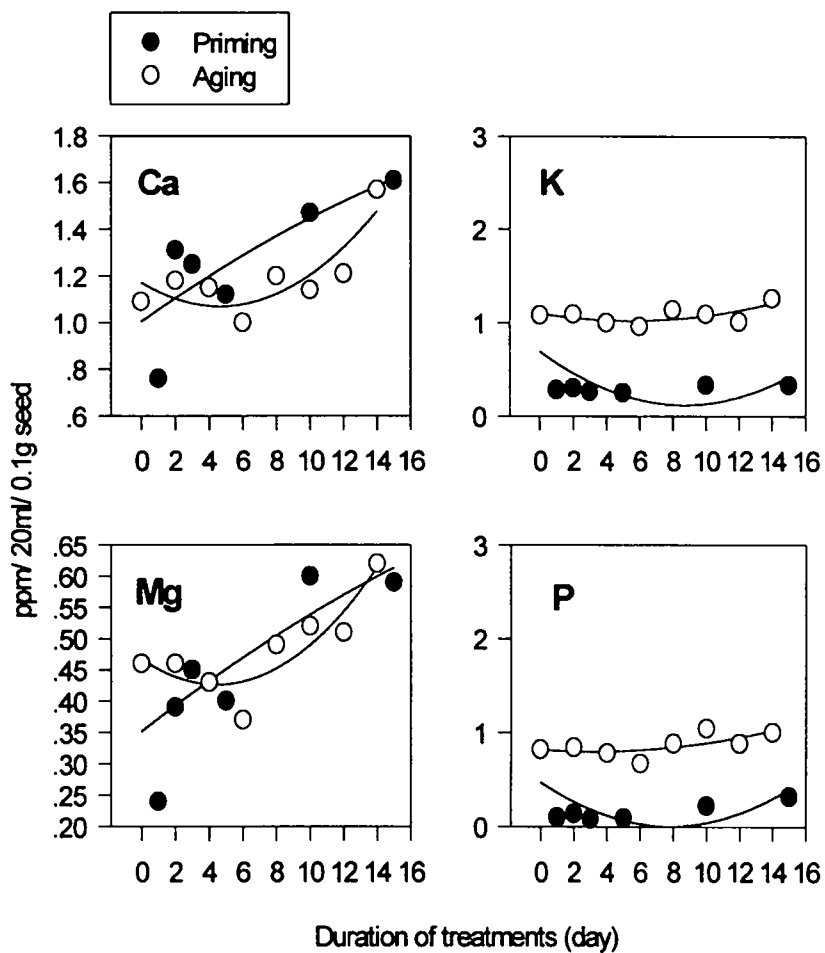 Priming
Aging
Ca
1.8
1.6
1.4
1.2
1.0
.8
.6
0 2 4 6 8 10 12 14 16
K
3
2
1
0
0 2 4 6 8 10 12 14 16
ppm/ 20ml/ 0.1g seed
Mg
.65
.60
.55
.50
.45
.40
.35
.30
.25
.20
0 2 4 6 8 10 12 14 16
P
3
2
1
0
0 2 4 6 8 10 12 14 16
Duration of treatments (day)